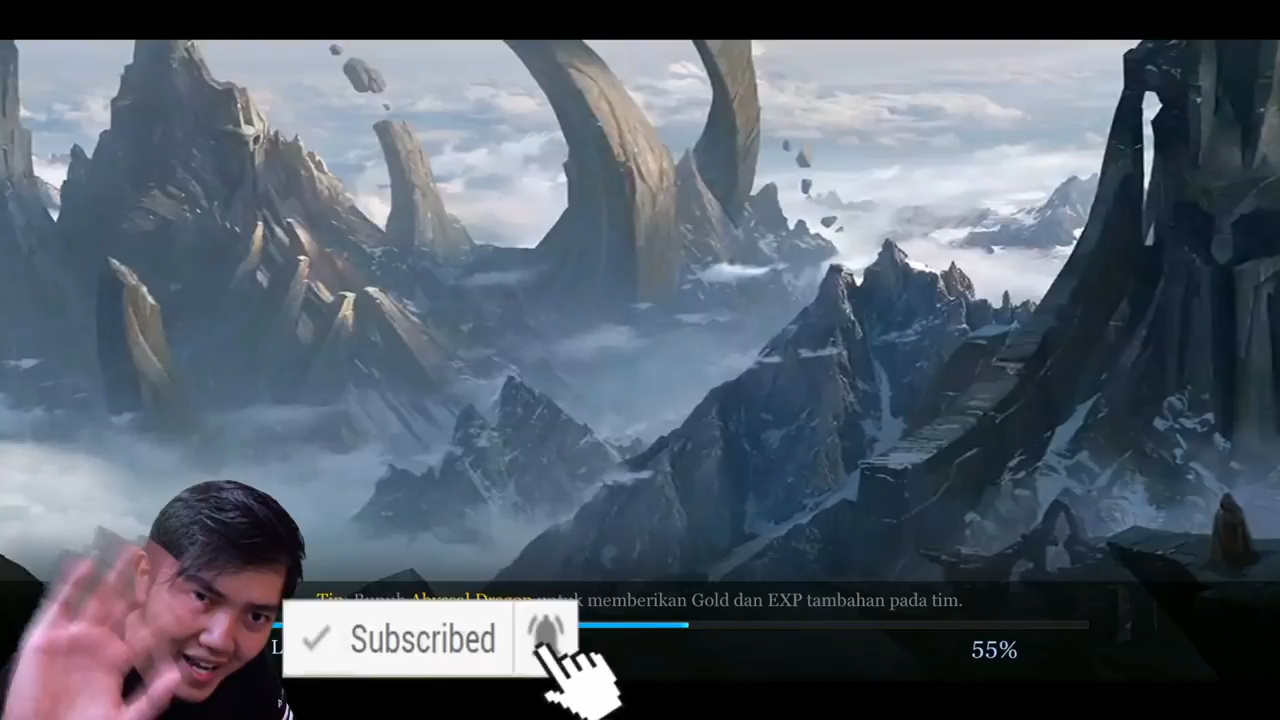 Tip: Bunuh Abyssal Dragon untuk memberikan Gold dan EXP tambahan pada tim.
Subscribed
55%